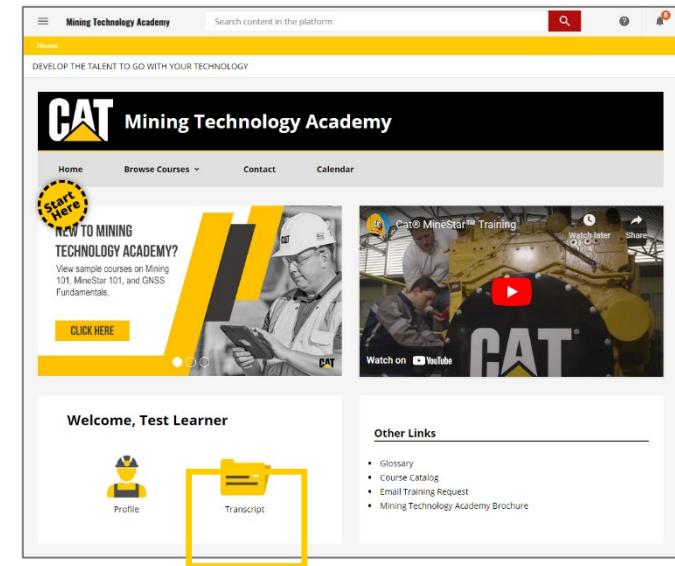 Mining Technology Academy
Search content in the platform
8
Home
DEVELOP THE TALENT TO GO WITH YOUR TECHNOLOGY
CAT Mining Technology Academy
Home Browse Courses Contact Calendar
Start Here
NEW TO MINING
TECHNOLOGY ACADEMY?
View sample courses on Mining
101, MineStar 101, and GNSS
Fundamentals.
CLICK HERE
CAT
CAT
Cat® MineStar™ Training
Watch later Share
CAT
Watch on YouTube
Welcome, Test Learner
Profile Transcript
Other Links
• Glossary
• Course Catalog
• Email Training Request
• Mining Technology Academy Brochure